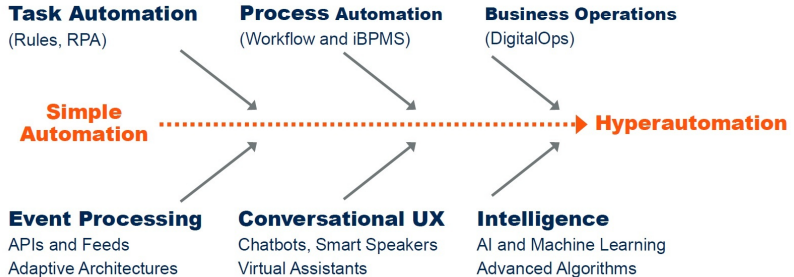 Task Automation
(Rules, RPA)
Process Automation
(Workflow and iBPMS)
Business Operations
(DigitalOps)
Simple
Automation
Hyperautomation
Event Processing
APIs and Feeds
Adaptive Architectures
Conversational UX
Chatbots, Smart Speakers
Virtual Assistants
Intelligence
AI and Machine Learning
Advanced Algorithms